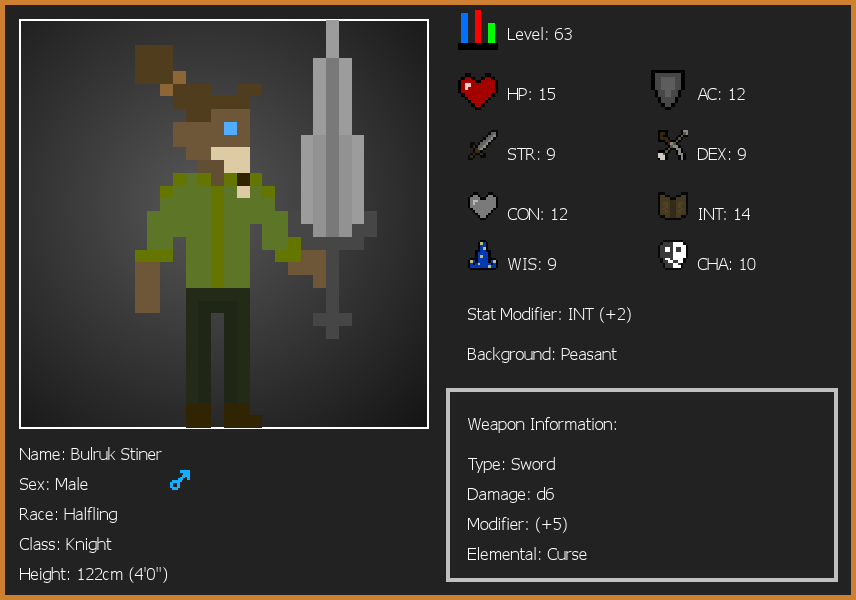 Level: 63
HP: 15
AC: 12
STR: 9
DEX: 9
CON: 12
INT: 14
WIS: 9
CHA: 10
Stat Modifier: INT (+2)
Background: Peasant
Weapon Information:
Type: Sword
Damage: d6
Modifier: (+5)
Elemental: Curse
Name: Bulruk Stiner
Sex: Male
Race: Halfling
Class: Knight
Height: 122cm (4'0")